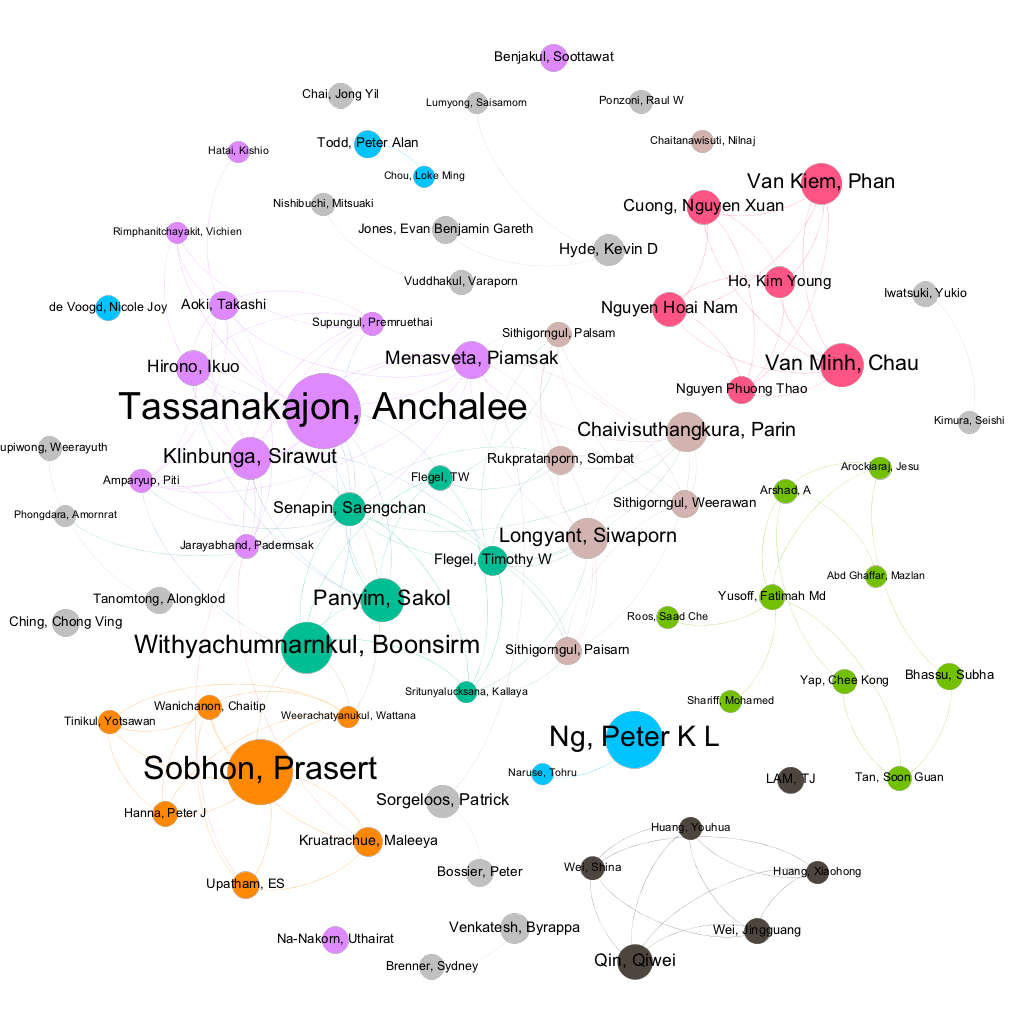 Benjakul, Soottawat
Chai, Jong Yil
Lumyong, Saisamorn
Ponzoni, Raul W
Todd, Peter Alan
Chaitanawisuti, Nilnaj
Hatai, Kishio
Chou, Loke Ming
Van Kiem, Phan
Nishibuchi, Mitsuaki
Cuong, Nguyen Xuan
Rimphanitchayakit, Vichien
Jones, Evan Benjamin Gareth
Hyde, Kevin D
Vuddhakul, Varaporn
Ho, Kim Young
Iwatsuki, Yukio
Aoki, Takashi
de Voogd, Nicole Joy
Nguyen Hoai Nam
Supungul, Premruethai
Sithigorngul, Palsam
Menasveta, Piamsak
Hirono, Ikuo
Van Minh, Chau
Nguyen Phuong Thao
Tassanakajon, Anchalee
Kimura, Seishi
Chaivisuthangkura, Parin
upiwong, Weerayuth
Klinbunga, Sirawut
Rukpratanporn, Sombat
Arockiaraj, Jesu
Flegel, TW
Amparyup, Piti
Arshad, A
Sithigorngul, Weerawan
Senapin, Saengchan
Phongdara, Amornrat
Longyant, Siwaporn
Jarayabhand, Padermsak
Flegel, Timothy W
Abd Ghaffar, Mazlan
Yusoff, Fatimah Md
Panyim, Sakol
Tanomtong, Alongklod
Roos, Saad Che
Ching, Chong Ving
Withyachumnarnkul, Boonsirm
Sithigorngul, Paisarn
Bhassu, Subha
Yap, Chee Kong
Sritunyalucksana, Kallaya
Shariff, Mohamed
Wanichanon, Chaitip
Weerachatyanukul, Wattana
Tinikul, Yotsawan
Ng, Peter K L
Sobhon, Prasert
Naruse, Tohru
LAM, TJ
Tan, Soon Guan
Sorgeloos, Patrick
Hanna, Peter J
Huang, Youhua
Kruatrachue, Maleeya
Wei, Shina
Huang, Xiaohong
Bossier, Peter
Upatham, ES
Venkatesh, Byrappa
Wei, Jingguang
Na-Nakorn, Uthairat
Qin, Qiwei
Brenner, Sydney